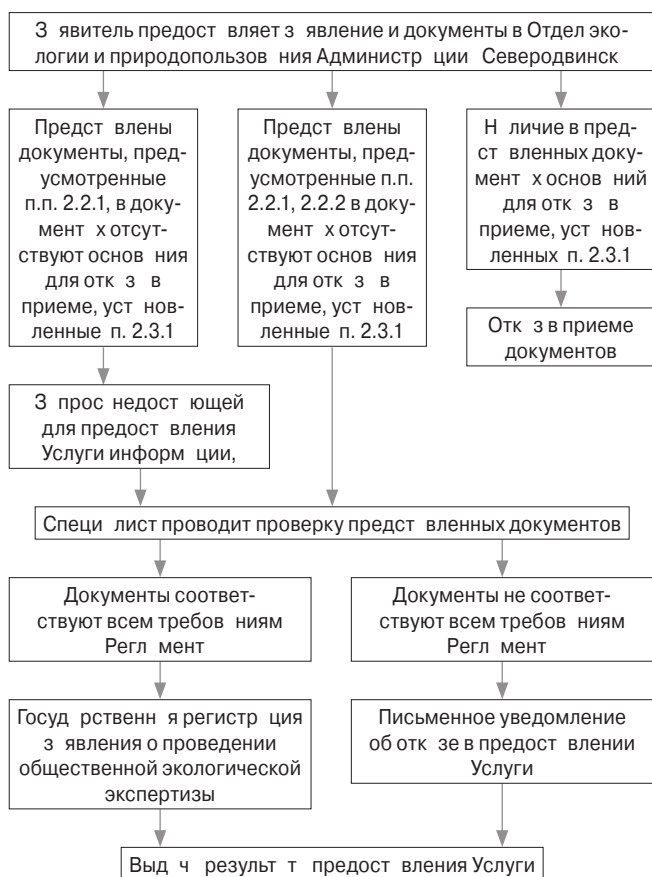 З явитель предост вляет з явление и документы в Отдел эко-
логии и природопользов ния Администр ции Северодвинск
Предст влены
документы, пред-
усмотренные
п.п. 2.2.1, в доку-
мент х отсут-
ствуют основ ния
для отк з в
приеме, уст нов-
ленные п. 2.3.1
Предст влены
документы, пред-
усмотренные п.п.
2.2.1, 2.2.2 в доку-
мент х отсут-
ствуют основ ния
для отк з в
приеме, уст нов-
ленные п. 2.3.1
Н личие в пред-
ст вленных доку-
мент х основ ний
для отк з в
приеме, уст нов-
ленных п. 2.3.1
Отк з в приеме
документов
З прос недост ющей
для предост вления
Услуги информ ции,
Специ лист проводит проверку предст вленных документов
Документы соответ-
ствуют всем требов ниям
Регл мент
Документы не соответ-
ствуют всем требов ниям
Регл мент
Госуд рственн я регистр ция
з явления о проведении
общественной экологической
экспертизы
Письменное уведомление
об отк зе в предост влении
Услуги
Выд ч результ т предост вления Услуги